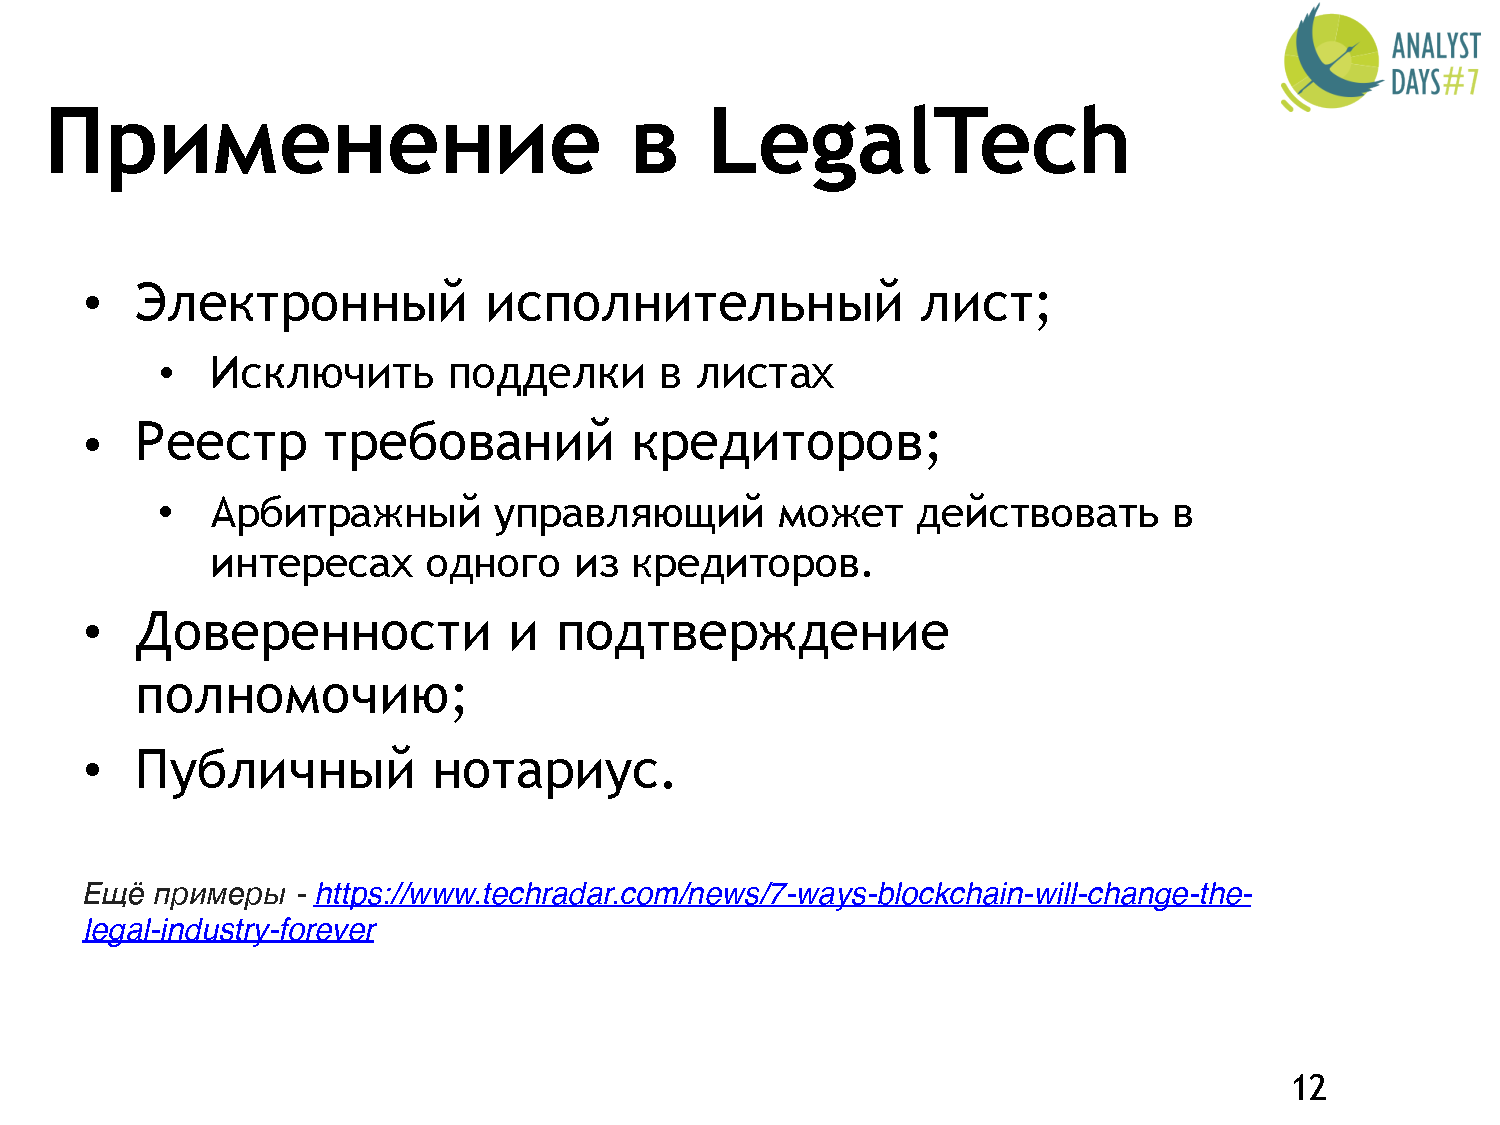 ANALYST
DAYS#7
Применение в LegalTech
• Электронный исполнительный лист;
• Исключить подделки в листах
• Реестр требований кредиторов;
• Арбитражный управляющий может действовать в
интересах одного из кредиторов.
• Доверенности и подтверждение
полномочию;
• Публичный нотариус.
Ещё примеры - https://www.techradar.com/news/7-ways-blockchain-will-change-the-
legal-industry-forever
12